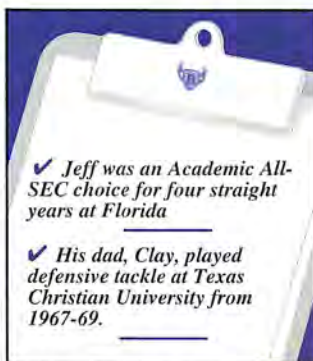 ✔ Jeff was an Academic All-
SEC choice for four straight
years at Florida
✔ His dad, Clay, played
defensive tackle at Texas
Christian University from
1967-69.